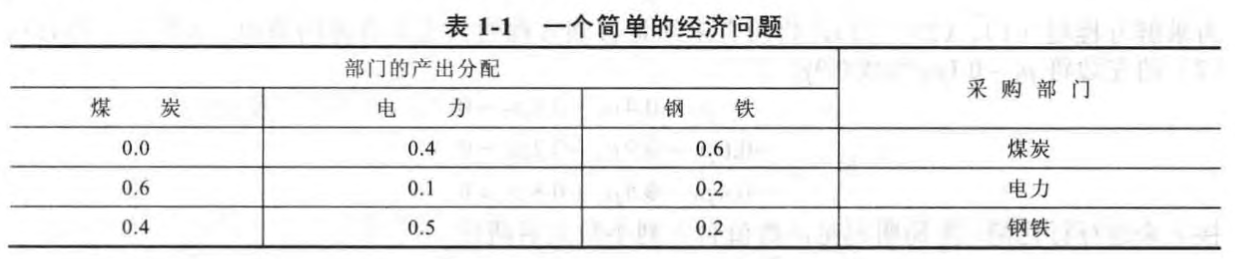 表 1-1 一个简单的经济问题
部门的产出分配 采购部门
煤炭 电力 钢铁
0.0 0.4 0.6 煤炭
0.6 0.1 0.2 电力
0.4 0.5 0.2 钢铁